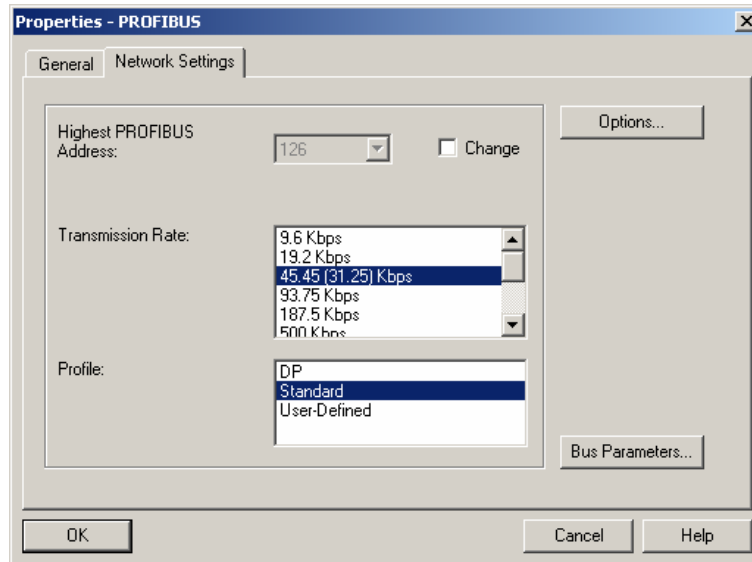 Properties - PROFIBUS
General
Network Settings
Highest PROFIBUS
Address:
126
Change
Options...
Transmission Rate:
9.6 Kbps
19.2 Kbps
45.45 (31.25) Kbps
93.75 Kbps
187.5 Kbps
500 Kbps
Profile:
DP
Standard
User-Defined
Bus Parameters...
OK
Cancel
Help